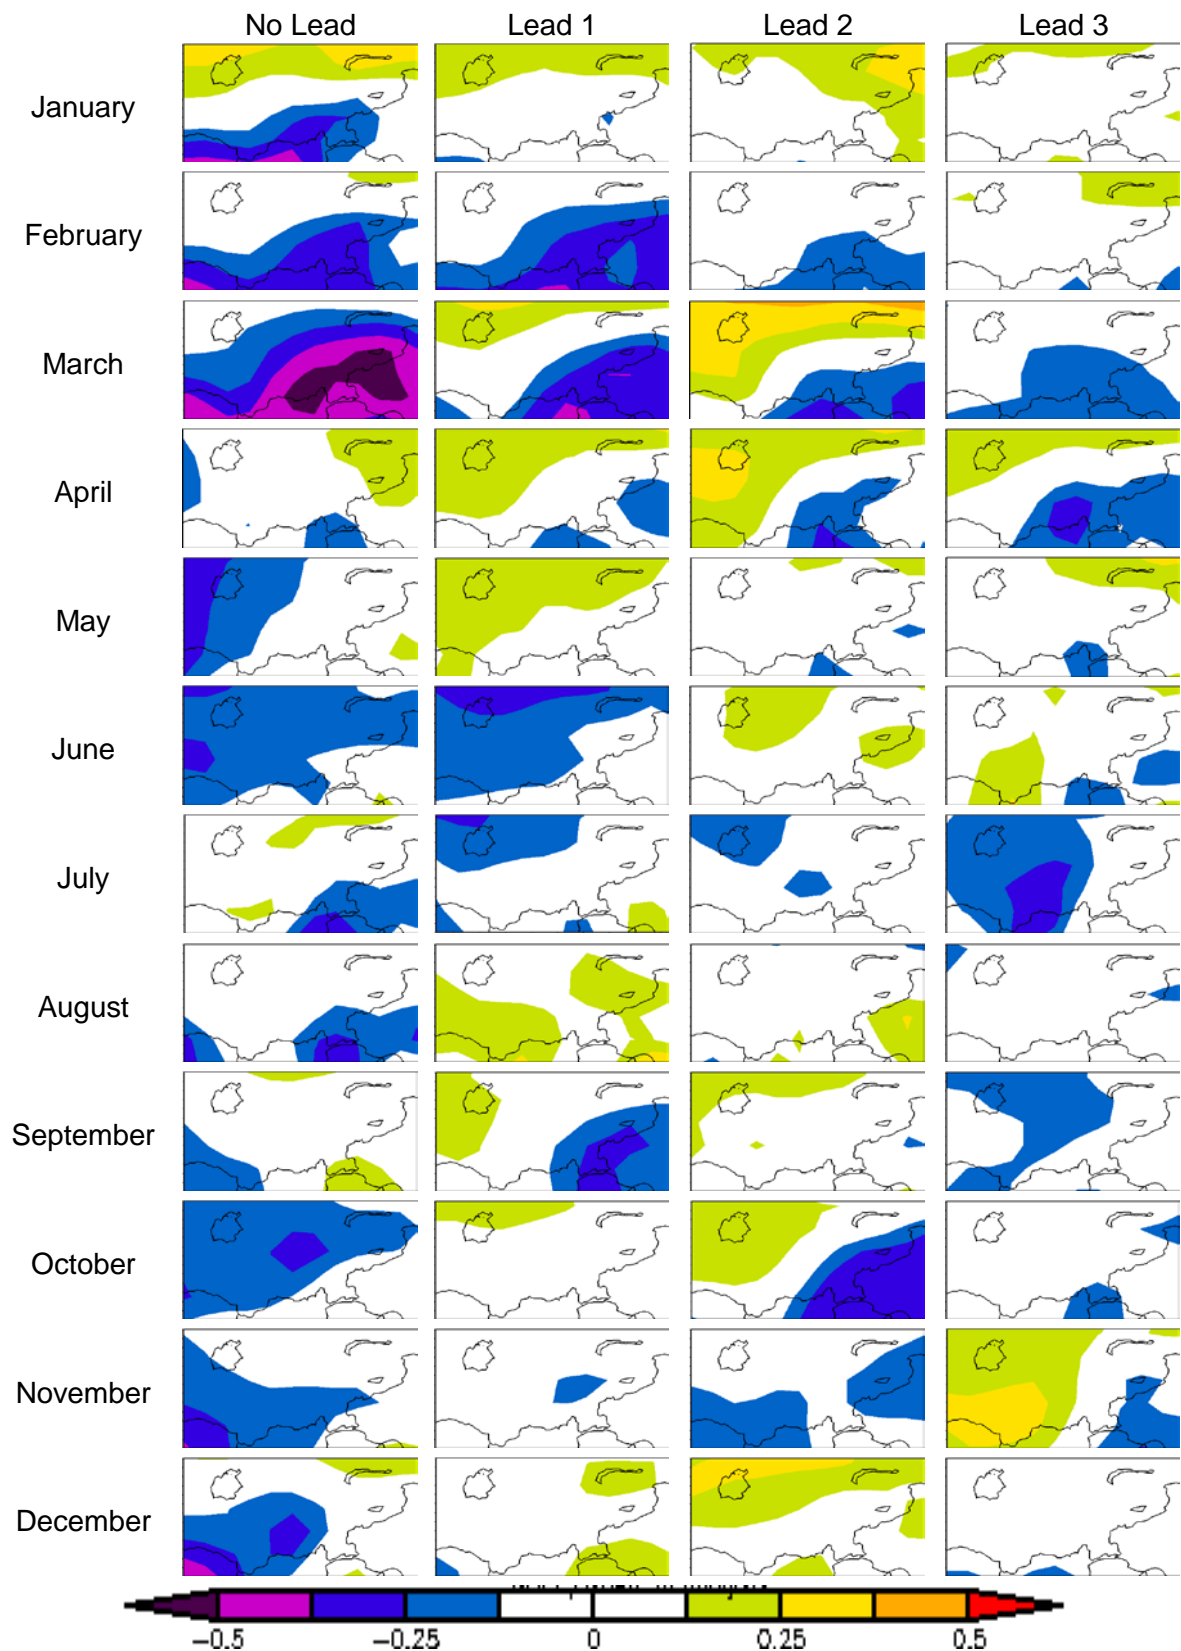 No Lead Lead 1 Lead 2 Lead 3
January
February
March
April
May
June
July
August
September
October
November
December
-0.5 -0.25 0 0.25 0.5